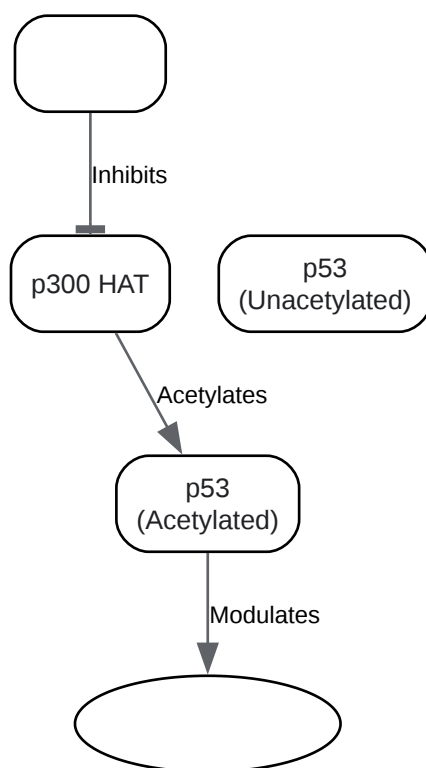 Inhibits
p300 HAT
p53
(Unacetylated)
Acetylates
p53
(Acetylated)
Modulates